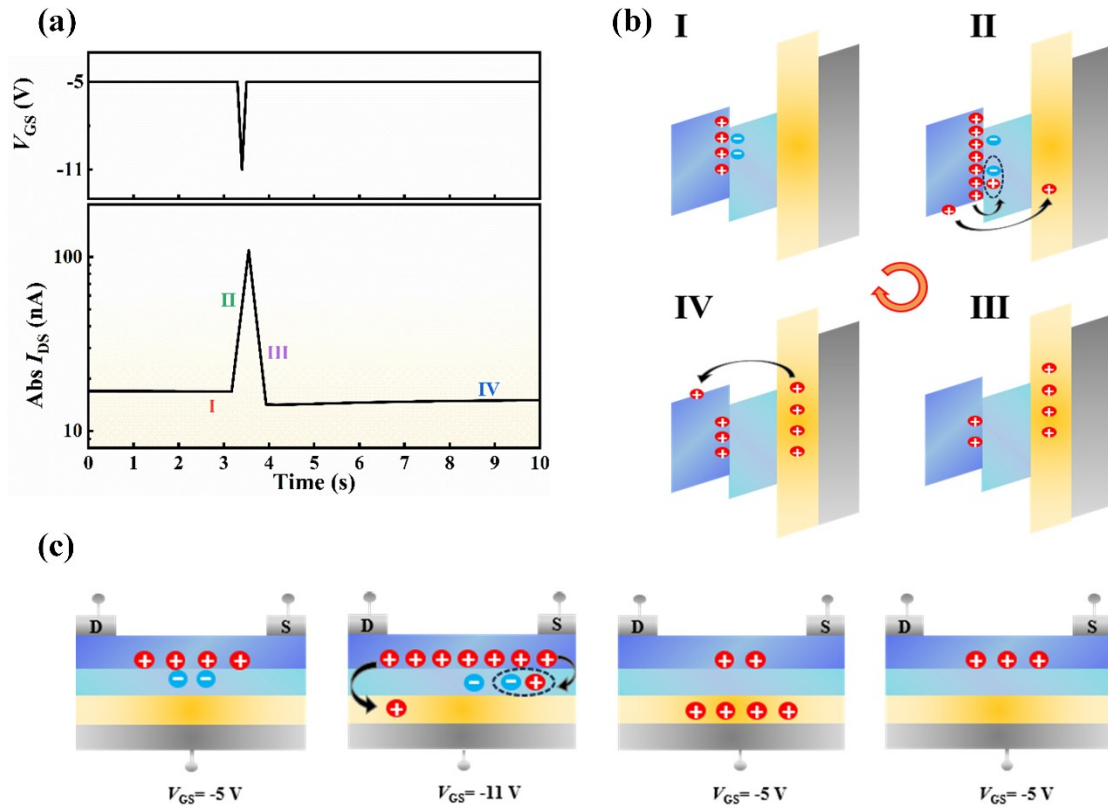 (a)
V_GS (V)
-5
-11
Abs I_DS (nA)
100
10
I
II
III
IV
0 1 2 3 4 5 6 7 8 9 10
Time (s)
(b)
I
II
+ + + +
- -
+ + + + + + +
- -
+
+
+
IV
III
+
+ + +
+ + + +
+ +
+ + + +
(c)
D S
+ + + +
- -
V_GS= -5 V
D S
+ + + + + + +
- - +
+
V_GS= -11 V
D S
+ +
+ + + +
V_GS= -5 V
D S
+ + +
V_GS= -5 V